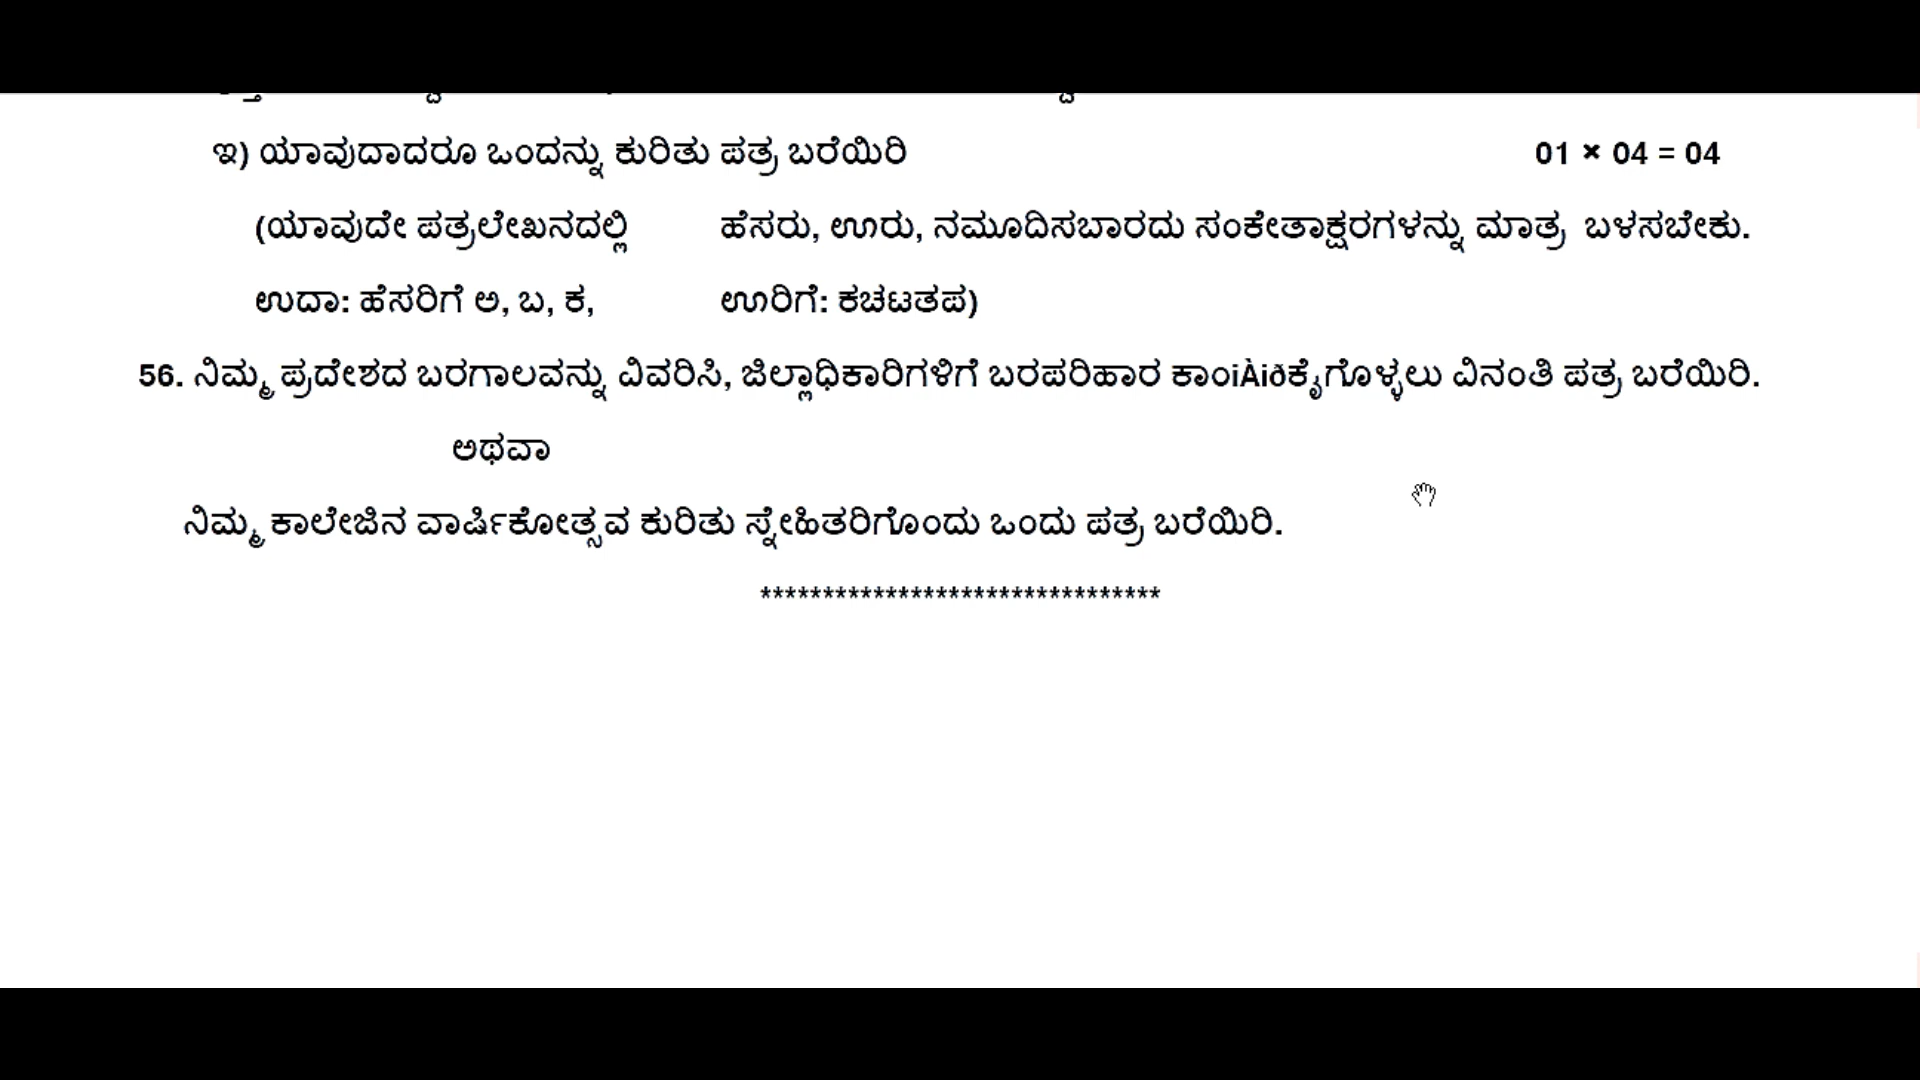 ಇ) ಯಾವುದಾದರೂ ಒಂದನ್ನು ಕುರಿತು ಪತ್ರ ಬರೆಯಿರಿ 01 × 04 = 04
(ಯಾವುದೇ ಪತ್ರಲೇಖನದಲ್ಲಿ ಹೆಸರು, ಊರು, ನಮೂದಿಸಬಾರದು ಸಂಕೇತಾಕ್ಷರಗಳನ್ನು ಮಾತ್ರ ಬಳಸಬೇಕು.
ಉದಾ: ಹೆಸರಿಗೆ ಅ, ಬ, ಕ, ಊರಿಗೆ: ಕಚಟತಪ)
56. ನಿಮ್ಮ ಪ್ರದೇಶದ ಬರಗಾಲವನ್ನು ವಿವರಿಸಿ, ಜಿಲ್ಲಾಧಿಕಾರಿಗಳಿಗೆ ಬರಪರಿಹಾರ ಕಾಂiÀiðಕೈಗೊಳ್ಳಲು ವಿನಂತಿ ಪತ್ರ ಬರೆಯಿರಿ.
ಅಥವಾ
ನಿಮ್ಮ ಕಾಲೇಜಿನ ವಾರ್ಷಿಕೋತ್ಸವ ಕುರಿತು ಸ್ನೇಹಿತರಿಗೊಂದು ಒಂದು ಪತ್ರ ಬರೆಯಿರಿ.
********************************